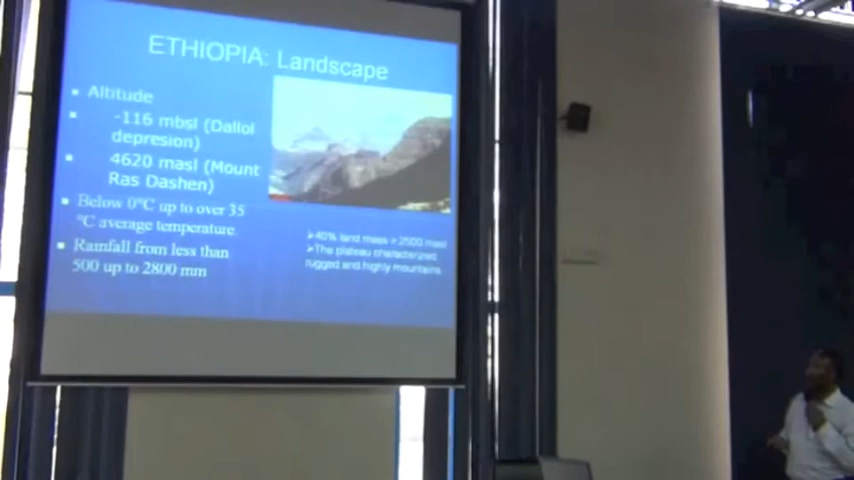 ETHIOPIA: Landscape
Altitude
-116 mbsl (Dallol
depresion)
4620 masl (Mount
Ras Dashen)
Below 0°C up to over 35
°C average temperature.
Rainfall from less than
500 up to 2800 mm
40% land mass > 2500 masl
The plateau characterized
rugged and highly mountains